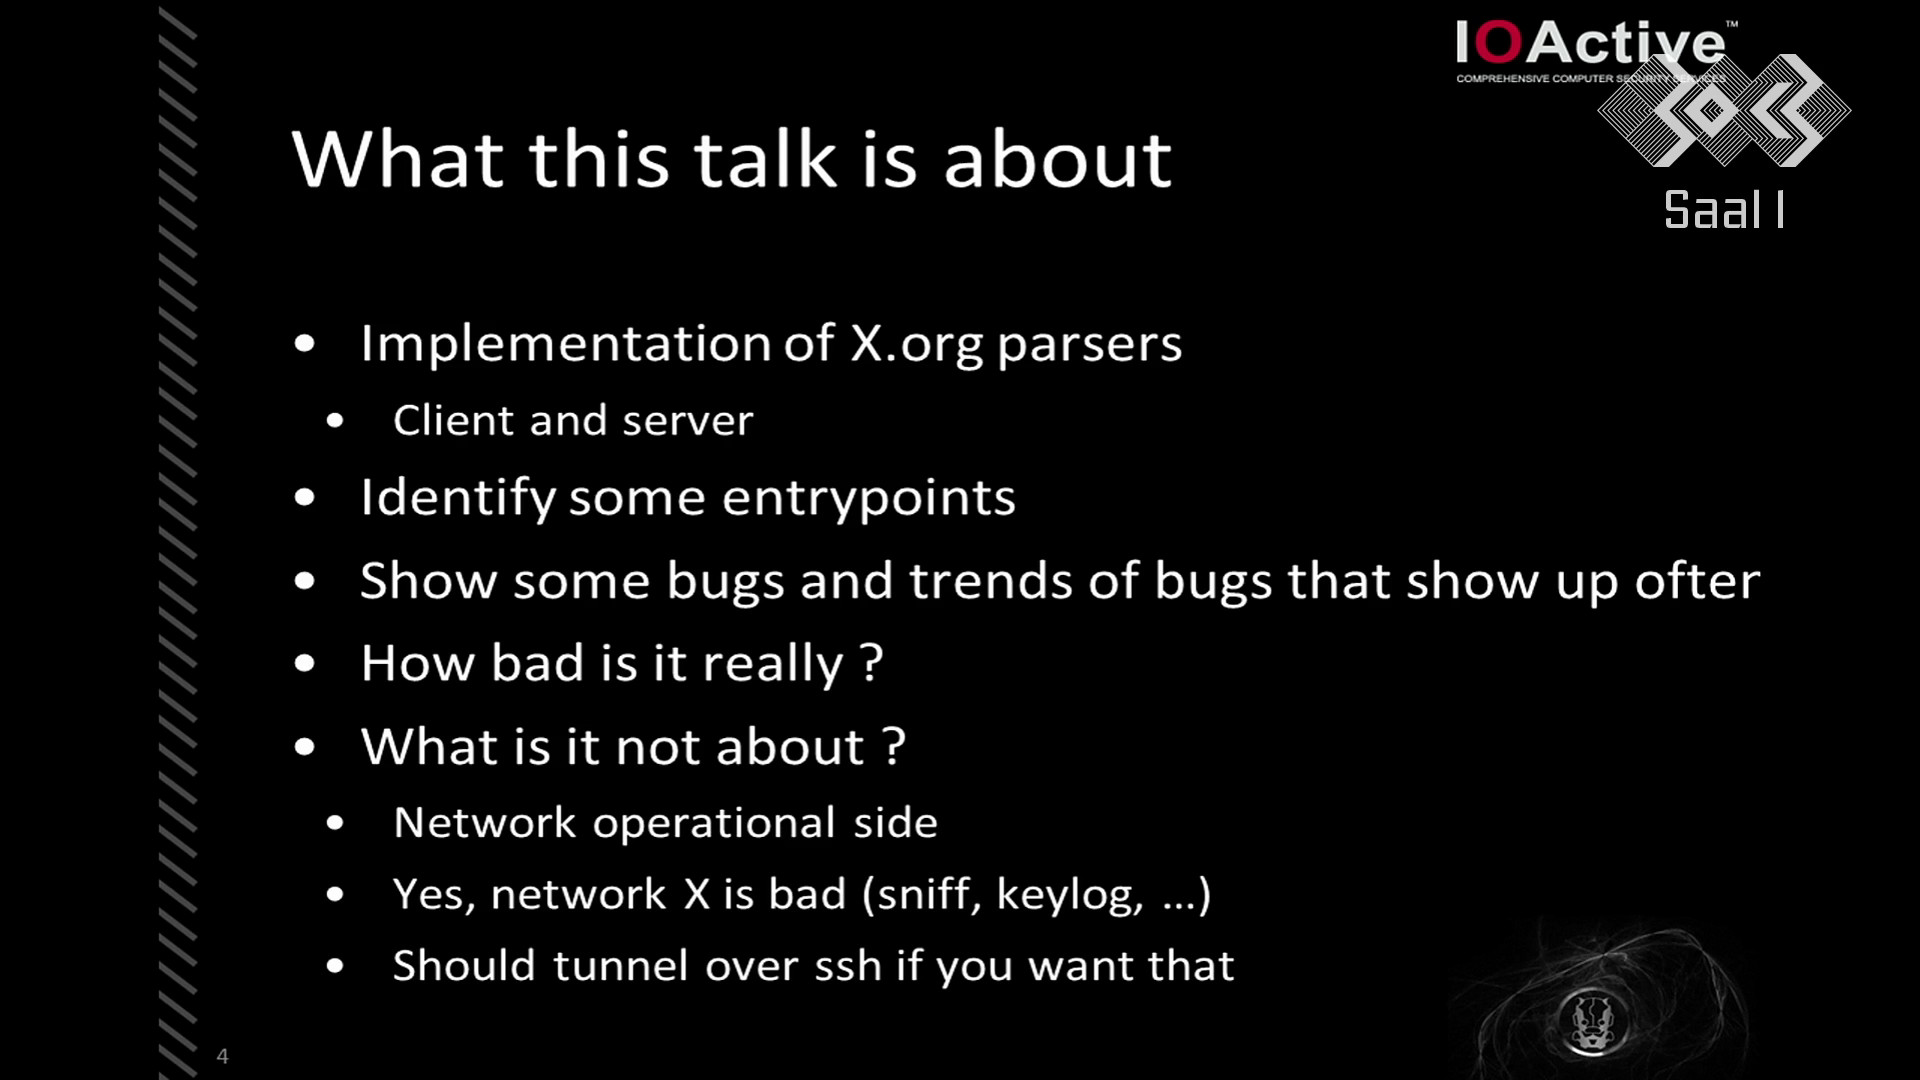 IOActive™
COMPREHENSIVE COMPUTER SECURITY SERVICES
Saal 1
What this talk is about
• Implementation of X.org parsers
• Client and server
• Identify some entrypoints
• Show some bugs and trends of bugs that show up ofter
• How bad is it really ?
• What is it not about ?
• Network operational side
• Yes, network X is bad (sniff, keylog, ...)
• Should tunnel over ssh if you want that
4